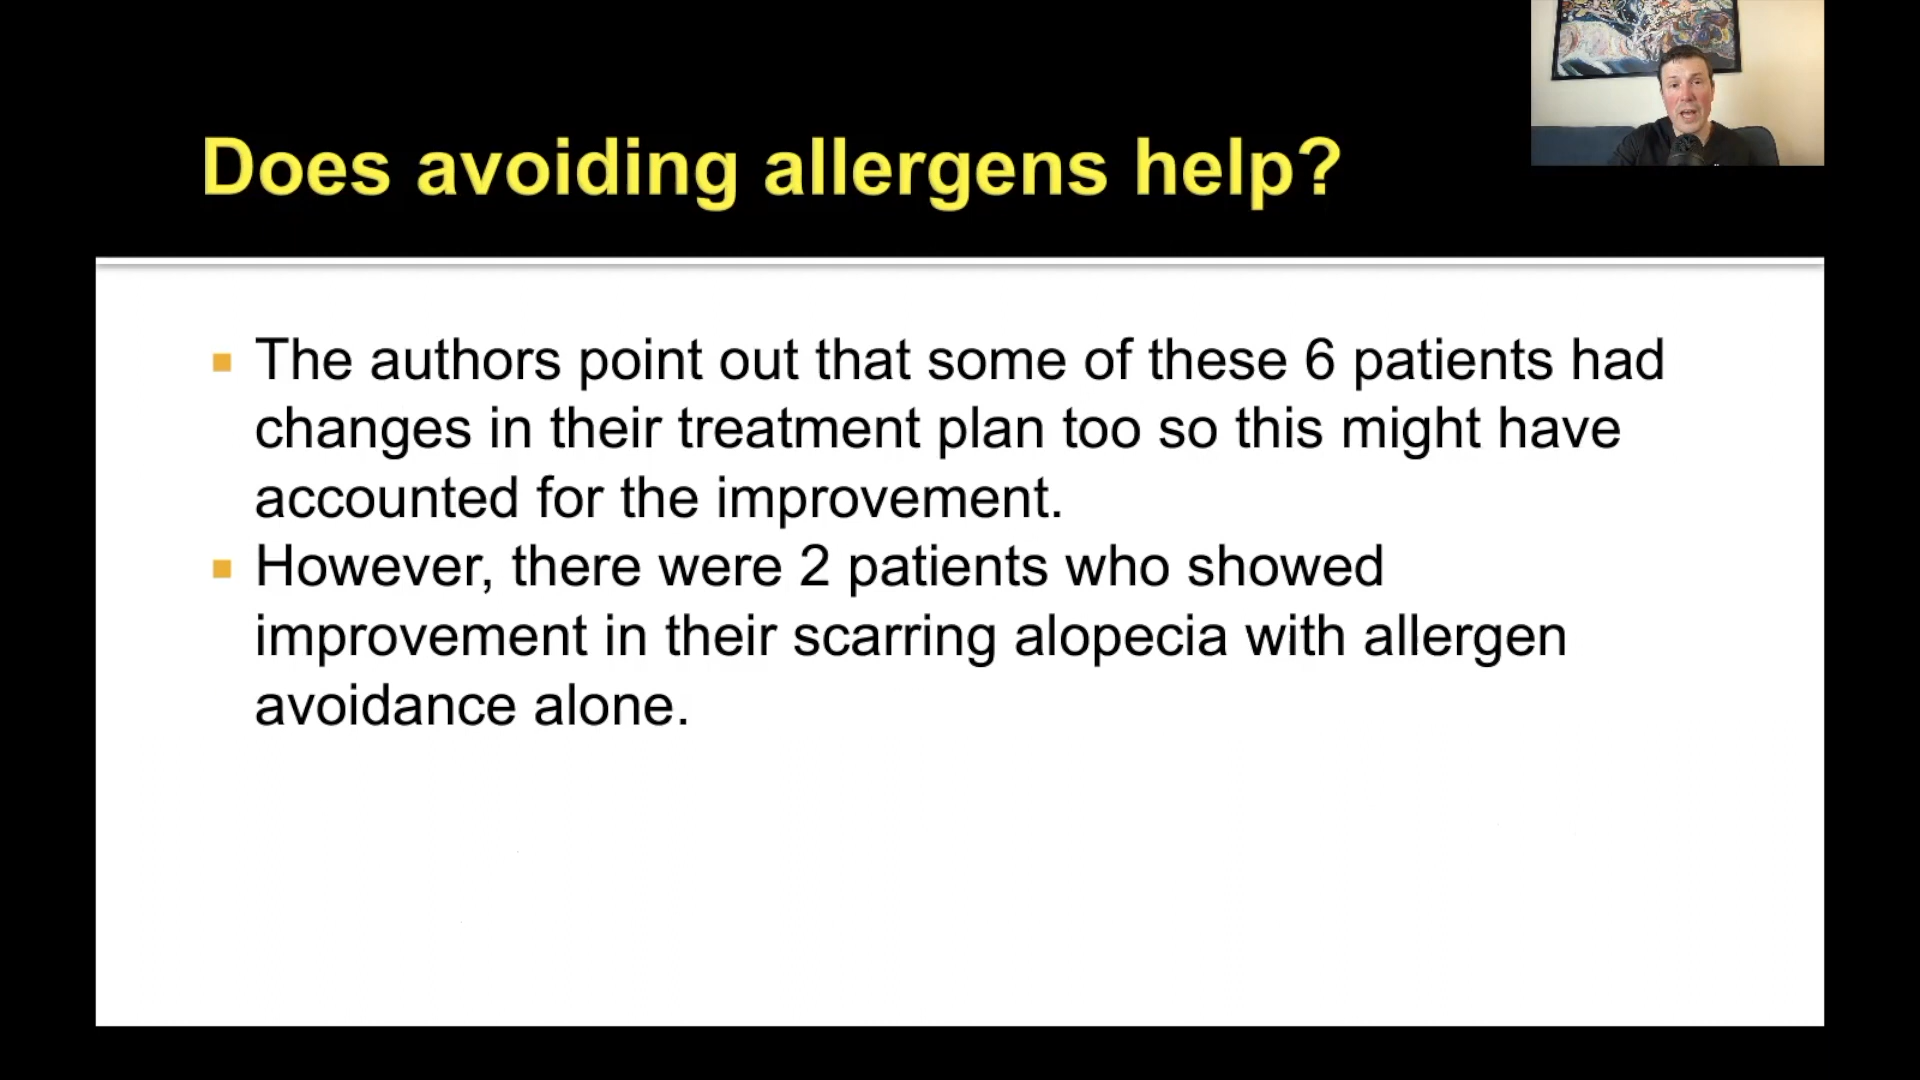 Does avoiding allergens help?
The authors point out that some of these 6 patients had
changes in their treatment plan too so this might have
accounted for the improvement.
However, there were 2 patients who showed
improvement in their scarring alopecia with allergen
avoidance alone.